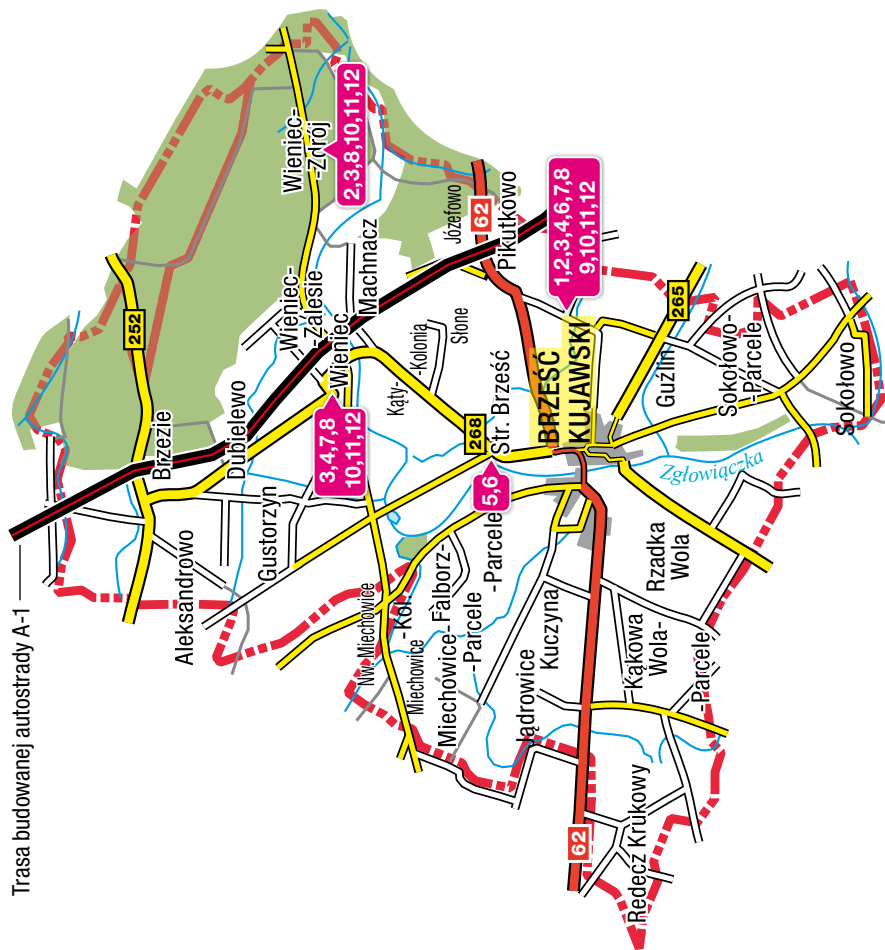 Trasa budowanej autostrady A-1
252
Brzezie
Aleksandrowo
Dubielewo
Gustorzyn
Wieniec-
-Zdrój
2,3,8,10,11,12
Wieniec-
-Zalesie
Wieniec
3,4,7,8
10,11,12
Machnacz
Józefowo
62
Pikutkowo
Kąty-
-Kolonia
Słone
268
Str. Brześć
5,6
Nw. Miechowice
Miechowice
-Kol.
Falborz-
-Parcele
Miechowice-
-Parcele
BRZEŚĆ
KUJAWSKI
1,2,3,4,6,7,8
9,10,11,12
Jądrowice
Kuczyna
Guźlin
265
Zgłowiączka
Sokołowo-
-Parcele
Sokołowo
Rzadka
Wola
Kąkowa
Wola-
-Parcele
62
Redecz Krukowy